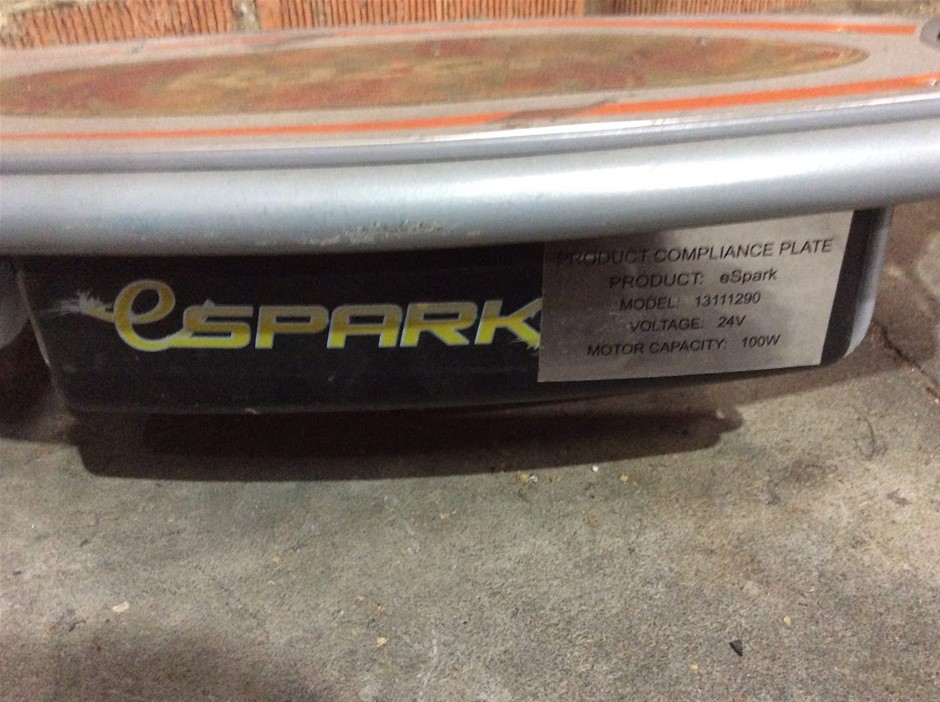 eSPARK
PRODUCT COMPLIANCE PLATE
PRODUCT: eSpark
MODEL: 13111290
VOLTAGE: 24V
MOTOR CAPACITY: 100W